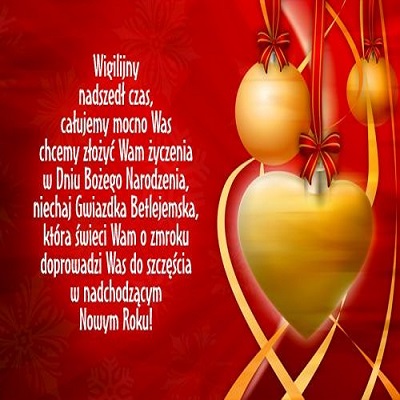 Więilijny
nadszedł czas,
całujemy mocno Was
chcemy złożyć Wam życzenia
w Dniu Bożego Narodzenia,
niechaj Gwiazdka Betlejemska,
która świeci Wam o zmroku
doprowadzi Was do szczęścia
w nadchodzącym
Nowym Roku!